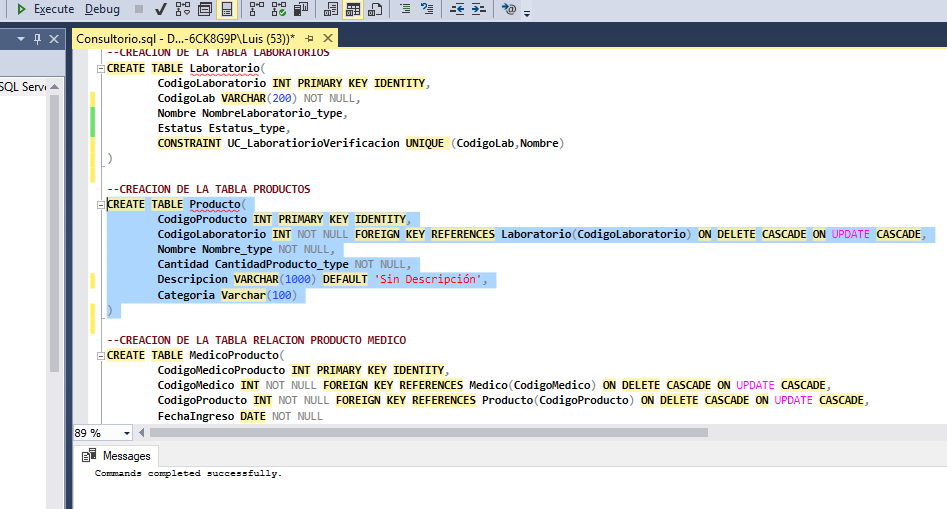 Execute Debug
Consultorio.sql - D...-6CK8G9P\Luis (53))*
SQL Serve
--CREACION DE LA TABLA LABORATORIOS
CREATE TABLE Laboratorio(
CodigoLaboratorio INT PRIMARY KEY IDENTITY,
CodigoLab VARCHAR(200) NOT NULL,
Nombre NombreLaboratorio_type,
Estatus Estatus_type,
CONSTRAINT UC_LaboratiorioVerificacion UNIQUE (CodigoLab,Nombre)
)
--CREACION DE LA TABLA PRODUCTOS
CREATE TABLE Producto(
CodigoProducto INT PRIMARY KEY IDENTITY,
CodigoLaboratorio INT NOT NULL FOREIGN KEY REFERENCES Laboratorio(CodigoLaboratorio) ON DELETE CASCADE ON UPDATE CASCADE,
Nombre Nombre_type NOT NULL,
Cantidad CantidadProducto_type NOT NULL,
Descripcion VARCHAR(1000) DEFAULT 'Sin Descripción',
Categoria Varchar(100)
)
--CREACION DE LA TABLA RELACION PRODUCTO MEDICO
CREATE TABLE MedicoProducto(
CodigoMedicoProducto INT PRIMARY KEY IDENTITY,
CodigoMedico INT NOT NULL FOREIGN KEY REFERENCES Medico(CodigoMedico) ON DELETE CASCADE ON UPDATE CASCADE,
CodigoProducto INT NOT NULL FOREIGN KEY REFERENCES Producto(CodigoProducto) ON DELETE CASCADE ON UPDATE CASCADE,
FechaIngreso DATE NOT NULL
89 %
Messages
Commands completed successfully.